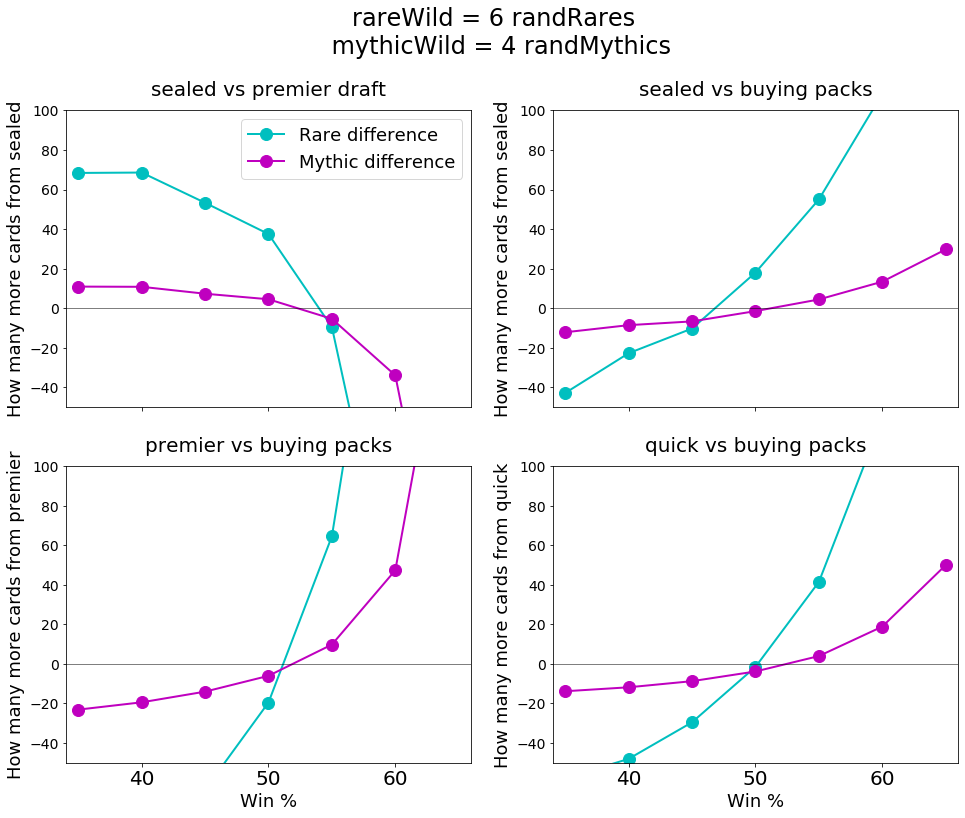 rareWild = 6 randRares
mythicWild = 4 randMythics
sealed vs premier draft
How many more cards from sealed
100
80
60
40
20
0
−20
−40
Rare difference
Mythic difference
sealed vs buying packs
How many more cards from sealed
100
80
60
40
20
0
−20
−40
premier vs buying packs
How many more cards from premier
100
80
60
40
20
0
−20
−40
40 50 60
Win %
quick vs buying packs
How many more cards from quick
100
80
60
40
20
0
−20
−40
40 50 60
Win %